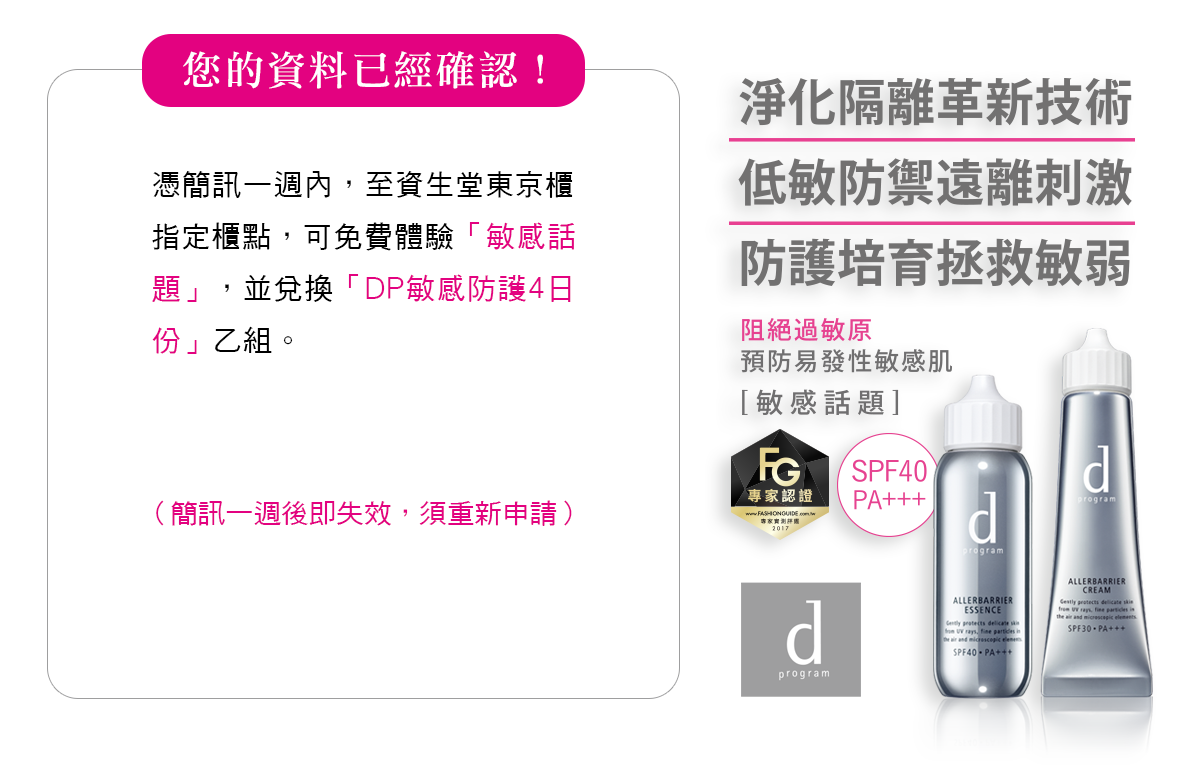 您的資料已經確認！
憑簡訊一週內，至資生堂東京櫃
指定櫃點，可免費體驗「敏感話
題」，並兌換「DP敏感防護4日
份」乙組。
（簡訊一週後即失效，須重新申請）
淨化隔離革新技術
低敏防禦遠離刺激
防護培育拯救敏弱
阻絕過敏原
預防易發性敏感肌
[敏感話題]
FG
專家認證
www.FASHIONGUIDE.com.tw
專家實測評鑑
2017
SPF40
PA+++
d
program
d
program
ALLERBARRIER
ESSENCE
Gently protects delicate skin
from UV rays, fine particles in
the air and microscopic elements.
SPF40・PA+++
d
program
ALLERBARRIER
CREAM
Gently protects delicate skin
from UV rays, fine particles in
the air and microscopic elements.
SPF30・PA+++